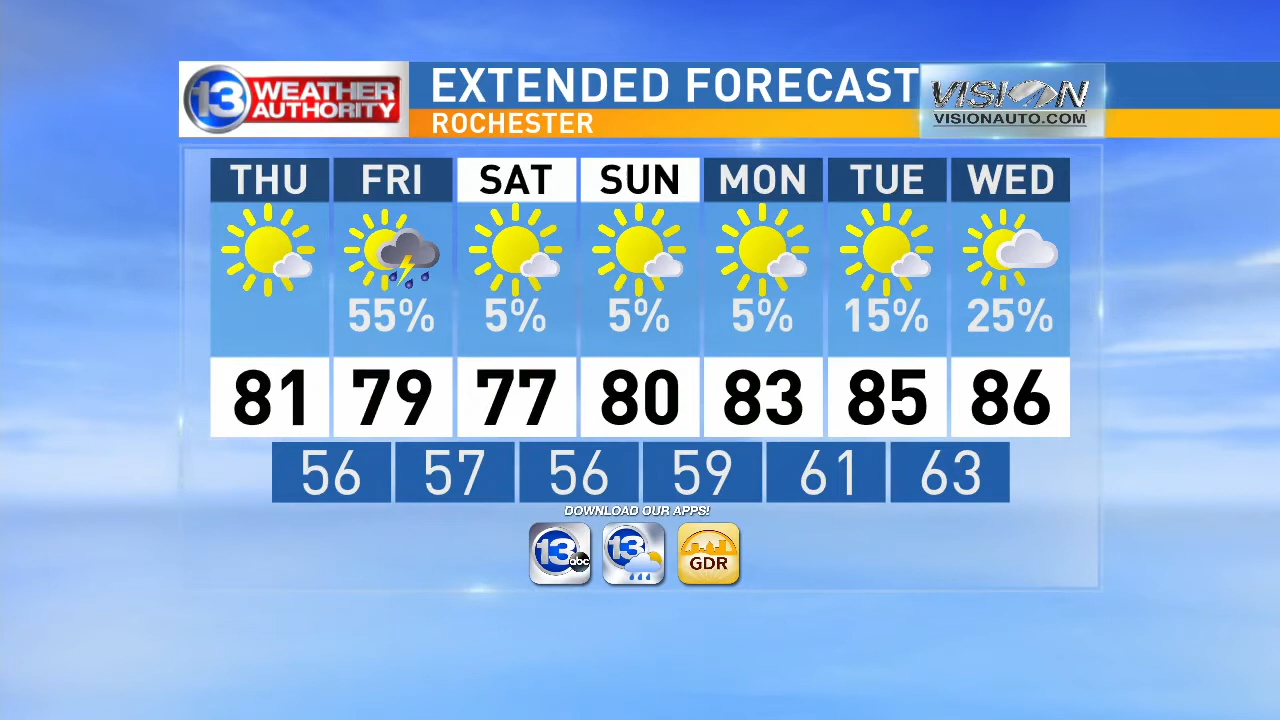 13 WEATHER AUTHORITY
EXTENDED FORECAST
ROCHESTER
VISION
VISIONAUTO.COM
THU FRI SAT SUN MON TUE WED
55% 5% 5% 5% 15% 25%
81 79 77 80 83 85 86
56 57 56 59 61 63
DOWNLOAD OUR APPS!
13 abc 13 GDR